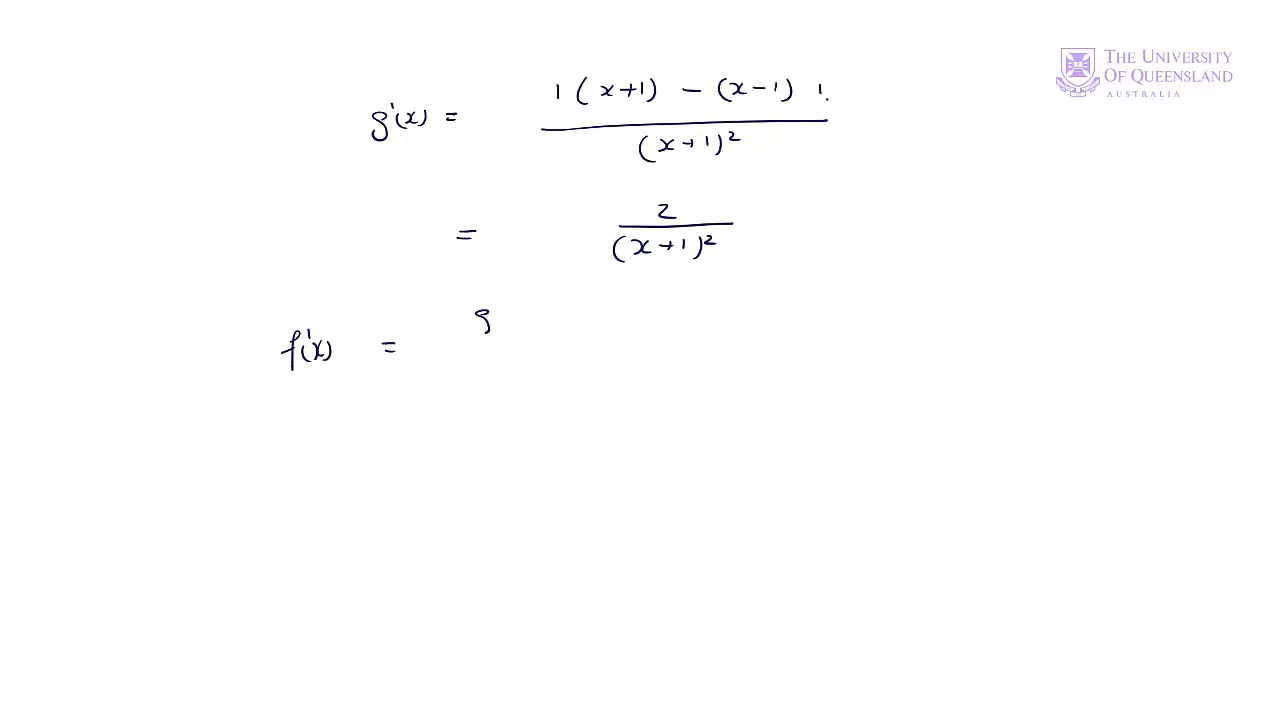 THE UNIVERSITY
OF QUEENSLAND
AUSTRALIA
g'(x) = 1(x+1) − (x−1) 1.
(x+1)²
= 2
(x+1)²
f'(x) = g